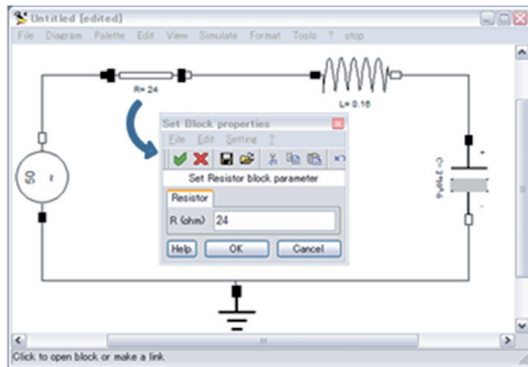 Untitled [edited]
File Diagram Palette Edit View Simulate Format Tools ? stop
R= 24
L= 0.16
50
~
+
-
Set Block properties
File Edit Setting ?
Set Resistor block parameter
Resistor
R (ohm) 24
Help OK Cancel
Click to open block or make a link